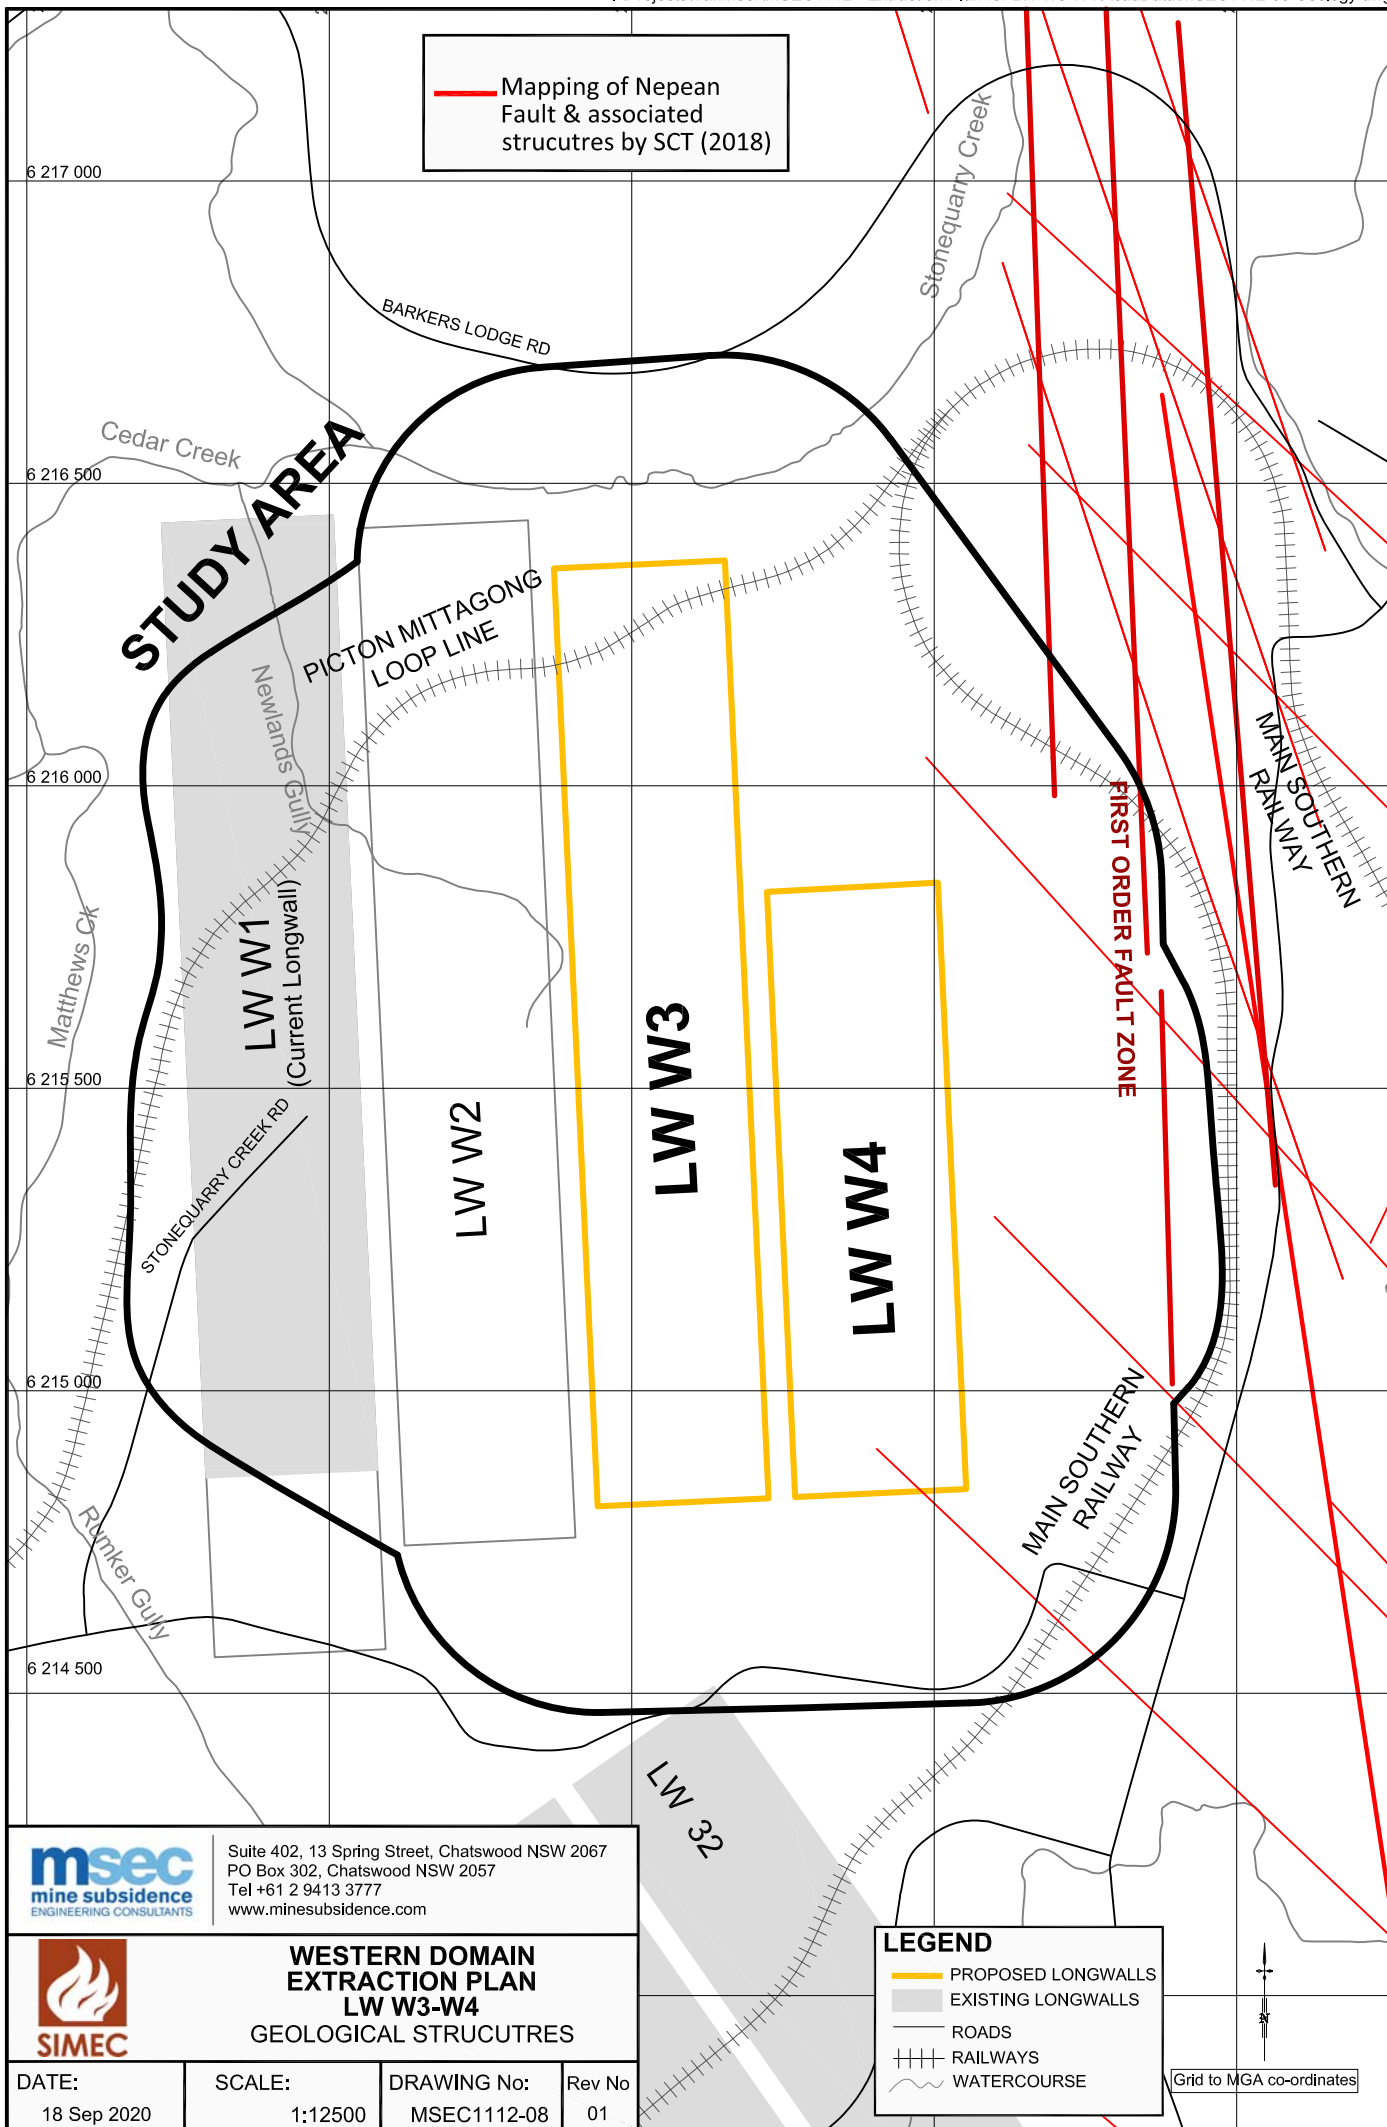 Mapping of Nepean
Fault & associated
strucutres by SCT (2018)
6 217 000
Stonequarry Creek
BARKERS LODGE RD
Cedar Creek
6 216 500
STUDY AREA
PICTON MITTAGONG
LOOP LINE
Newlands Gully
6 216 000
MAIN SOUTHERN
RAILWAY
FIRST ORDER FAULT ZONE
Matthews Ck
LW W1
(Current Longwall)
LW W2
LW W3
LW W4
6 215 500
STONEQUARRY CREEK RD
6 215 000
MAIN SOUTHERN
RAILWAY
Rumker Gully
6 214 500
LW 32
msec
mine subsidence
ENGINEERING CONSULTANTS
Suite 402, 13 Spring Street, Chatswood NSW 2067
PO Box 302, Chatswood NSW 2057
Tel +61 2 9413 3777
www.minesubsidence.com
SIMEC
WESTERN DOMAIN
EXTRACTION PLAN
LW W3-W4
GEOLOGICAL STRUCUTRES
DATE:
18 Sep 2020
SCALE:
1:12500
DRAWING No:
MSEC1112-08
Rev No
01
LEGEND
PROPOSED LONGWALLS
EXISTING LONGWALLS
ROADS
RAILWAYS
WATERCOURSE
N
Grid to MGA co-ordinates